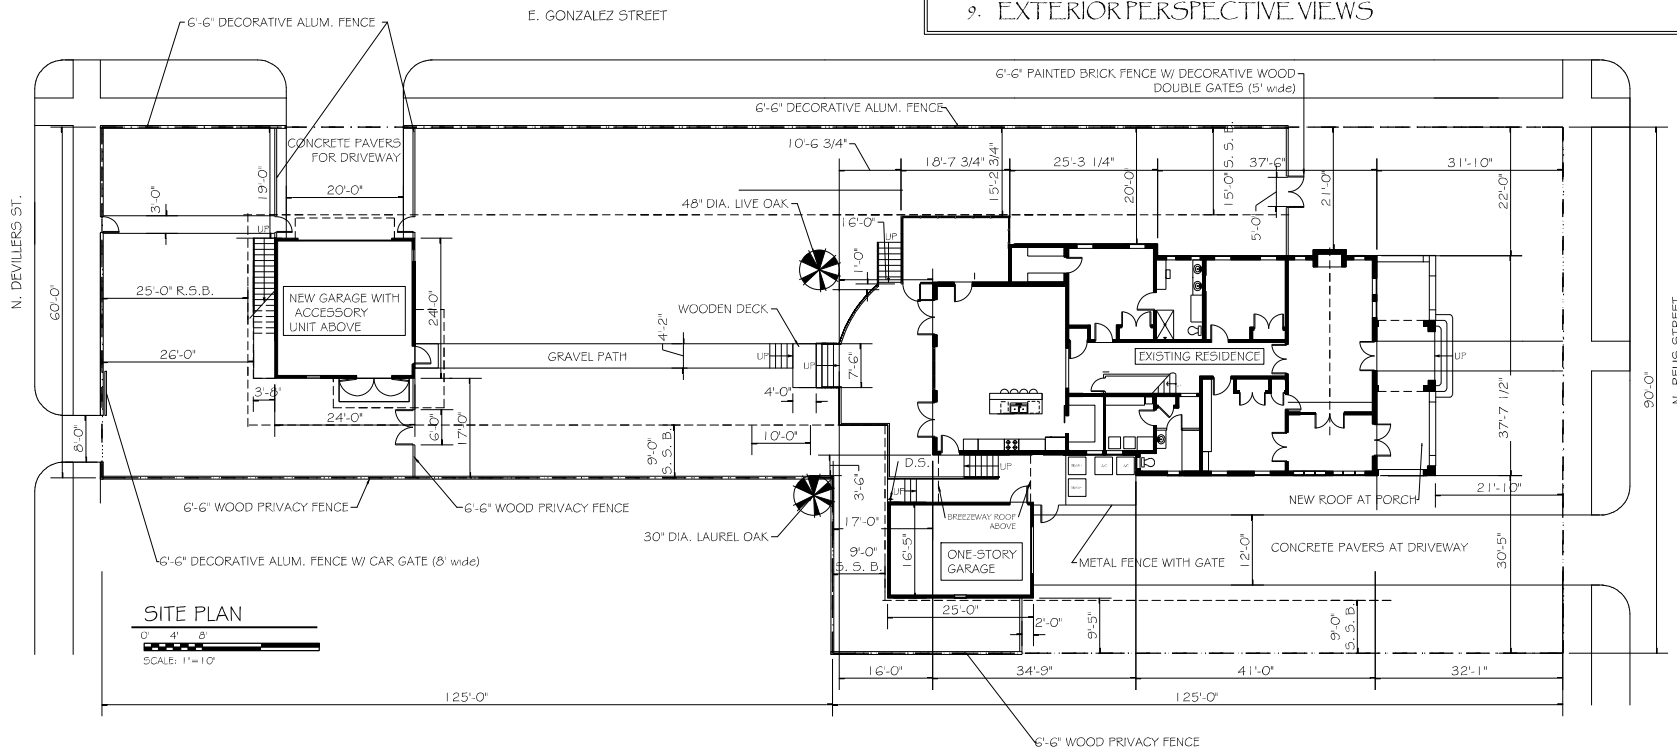 9. EXTERIOR PERSPECTIVE VIEWS
6'-6" DECORATIVE ALUM. FENCE
E. GONZALEZ STREET
6'-6" PAINTED BRICK FENCE W/ DECORATIVE WOOD
DOUBLE GATES (5' wide)
6'-6" DECORATIVE ALUM. FENCE
CONCRETE PAVERS
FOR DRIVEWAY
10'-6 3/4"
18'-7 3/4"
25'-3 1/4"
37'-6"
31'-10"
15'-2 3/4"
20'-0"
15'-0" S. S. B.
21'-0"
22'-0"
5'-0"
3'-0"
19'-0"
20'-0"
48" DIA. LIVE OAK
16'-0"
UP
1'-0"
UP
N. DEVILLERS ST.
60'-0"
25'-0" R.S.B.
NEW GARAGE WITH
ACCESSORY
UNIT ABOVE
24'-0"
WOODEN DECK
4'-2"
26'-0"
GRAVEL PATH
UP
UP
7'-6"
EXISTING RESIDENCE
UP
N. REUS STREET
90'-0"
3'-8"
4'-0"
24'-0"
6'-0"
17'-0"
37'-7 1/2"
8'-0"
9'-0"
S. S. B.
10'-0"
D.S.
UP
3'-6"
UP
21'-10"
NEW ROOF AT PORCH
6'-6" WOOD PRIVACY FENCE
6'-6" WOOD PRIVACY FENCE
30" DIA. LAUREL OAK
17'-0"
BREEZEWAY ROOF
ABOVE
9'-0"
S. S. B.
16'-5"
ONE-STORY
GARAGE
METAL FENCE WITH GATE
12'-0"
CONCRETE PAVERS AT DRIVEWAY
30'-5"
6'-6" DECORATIVE ALUM. FENCE W/ CAR GATE (8' wide)
SITE PLAN
0' 4' 8'
SCALE: 1"=10'
25'-0"
2'-0"
9'-5"
9'-0"
S. S. B.
16'-0"
34'-9"
41'-0"
32'-1"
125'-0"
125'-0"
6'-6" WOOD PRIVACY FENCE